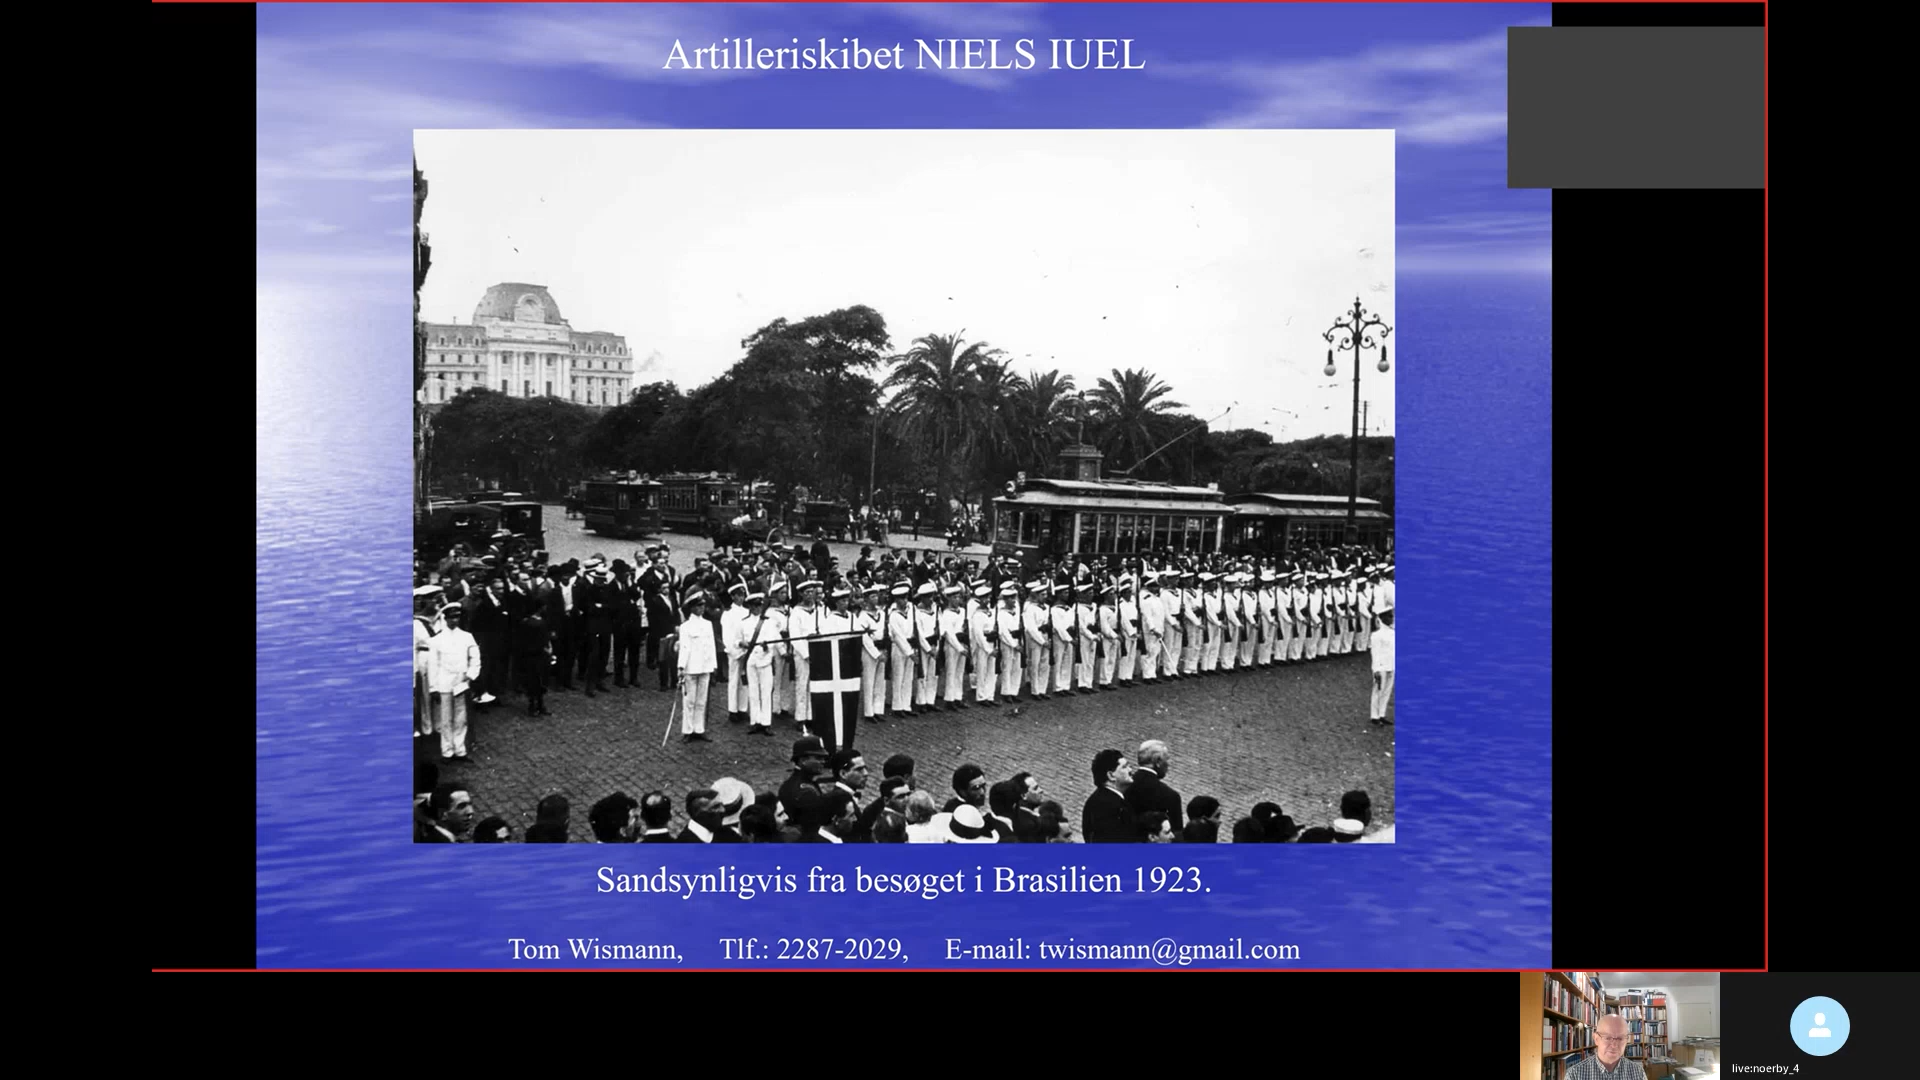 Artilleriskibet NIELS IUEL
Sandsynligvis fra besøget i Brasilien 1923.
Tom Wismann, Tlf.: 2287-2029, E-mail: twismann@gmail.com
live:noerby_4